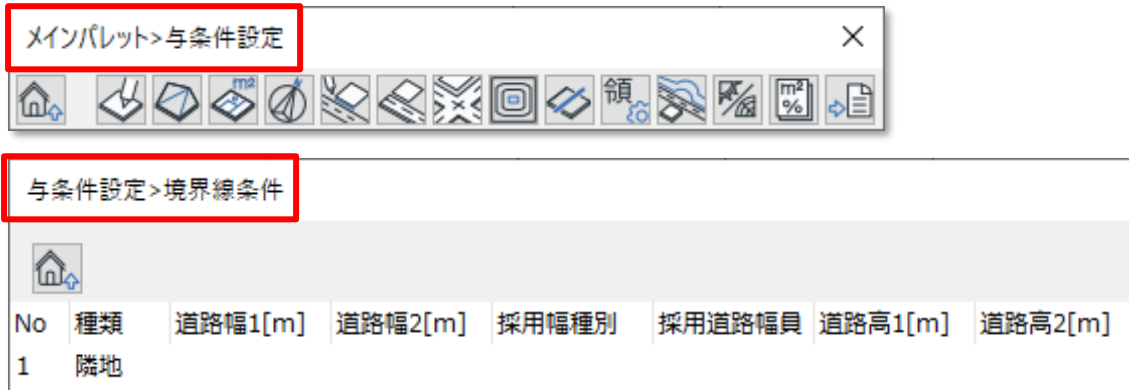 メインパレット>与条件設定
m2
領
m2
%
与条件設定>境界線条件
No 種類 道路幅1[m] 道路幅2[m] 採用幅種別 採用道路幅員 道路高1[m] 道路高2[m]
1 隣地